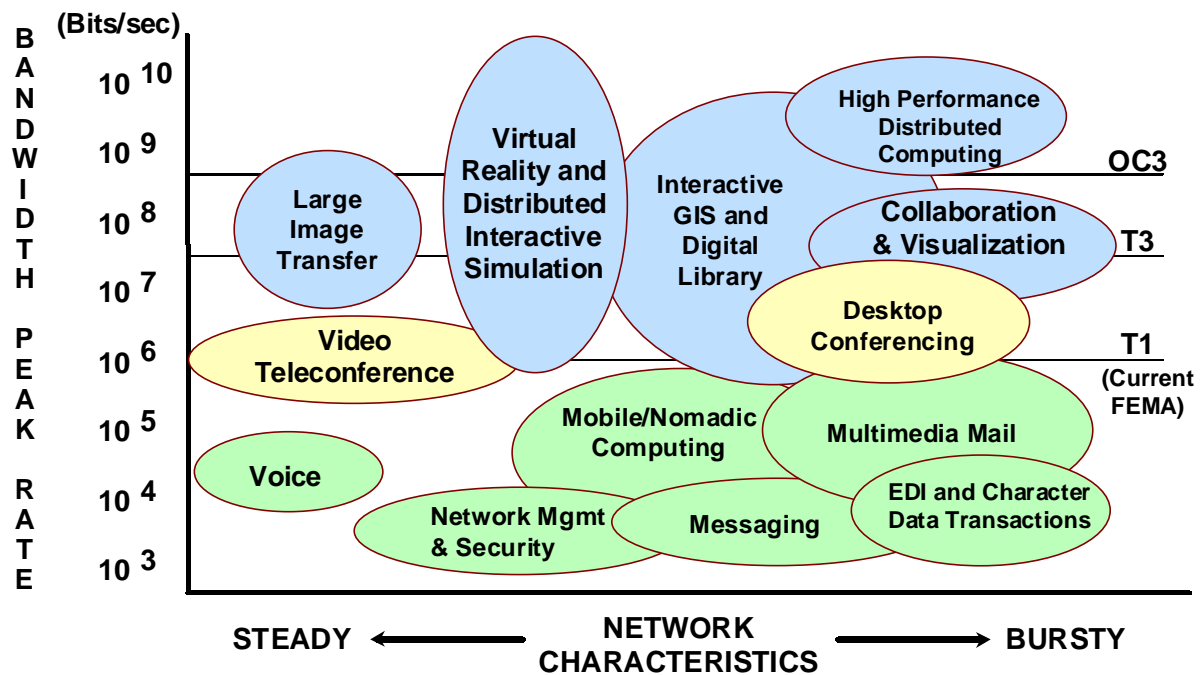 BANDWIDTH PEAK RATE
(Bits/sec)
10 10
10 9
10 8
10 7
10 6
10 5
10 4
10 3
High Performance
Distributed
Computing
Virtual
Reality and
Distributed
Interactive
Simulation
Large
Image
Transfer
Interactive
GIS and
Digital
Library
Collaboration
& Visualization
OC3
T3
T1
(Current
FEMA)
Video
Teleconference
Desktop
Conferencing
Mobile/Nomadic
Computing
Multimedia Mail
Voice
Network Mgmt
& Security
Messaging
EDI and Character
Data Transactions
STEADY
NETWORK
CHARACTERISTICS
BURSTY